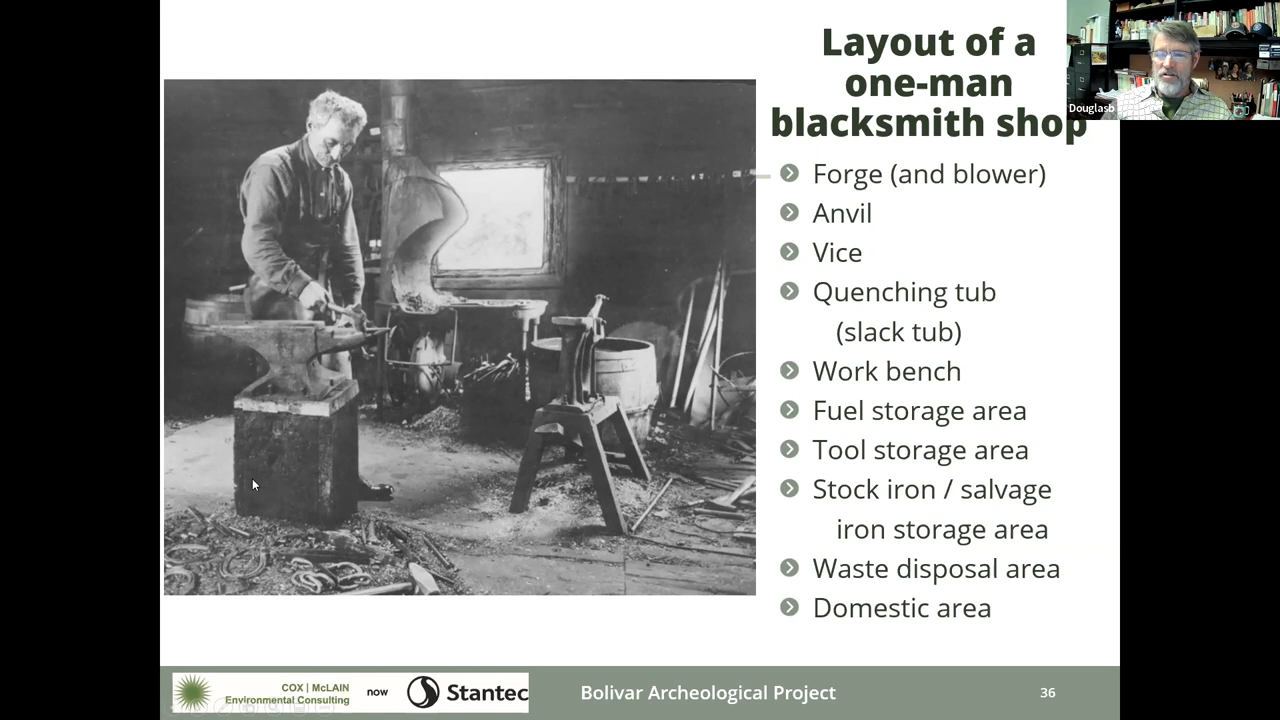 Layout of a
one-man
blacksmith shop
Douglasb
Forge (and blower)
Anvil
Vice
Quenching tub
(slack tub)
Work bench
Fuel storage area
Tool storage area
Stock iron / salvage
iron storage area
Waste disposal area
Domestic area
COX | McLAIN
Environmental Consulting
now
Stantec
Bolivar Archeological Project
36